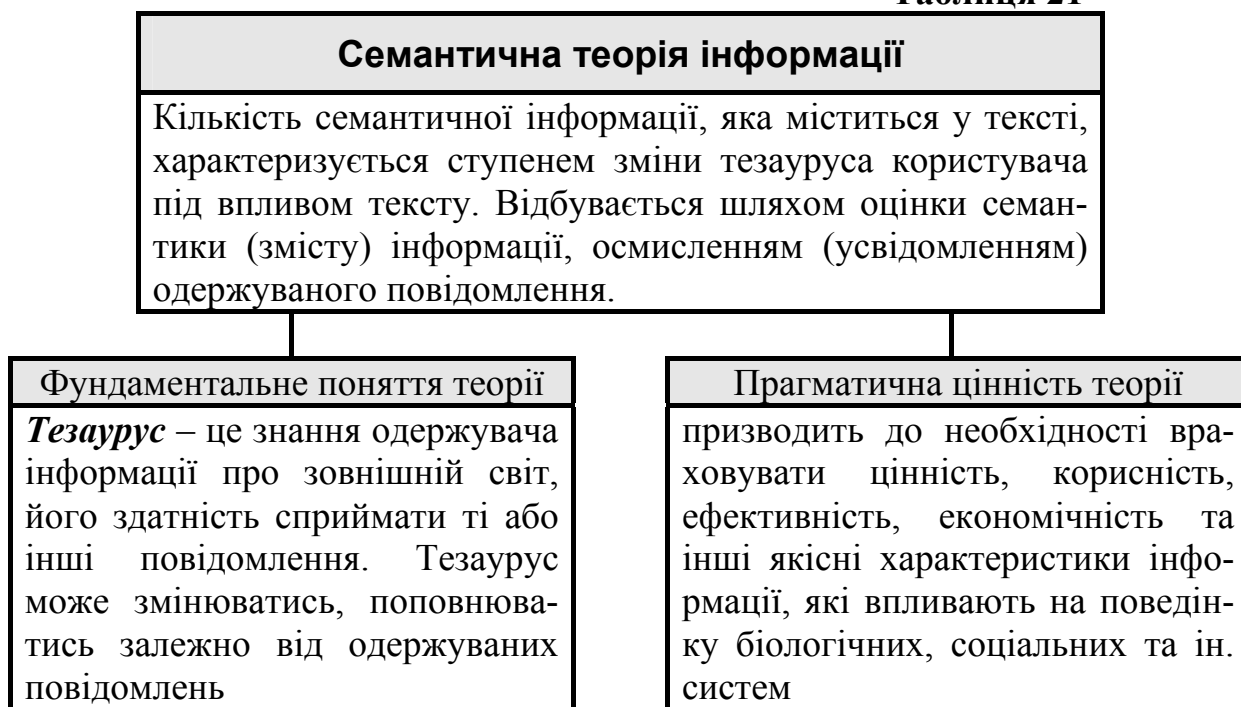 Таблиця 21
Семантична теорія інформації
Кількість семантичної інформації, яка міститься у тексті,
характеризується ступенем зміни тезауруса користувача
під впливом тексту. Відбувається шляхом оцінки семан-
тики (змісту) інформації, осмисленням (усвідомленням)
одержуваного повідомлення.
Фундаментальне поняття теорії
Тезаурус – це знання одержувача
інформації про зовнішній світ,
його здатність сприймати ті або
інші повідомлення. Тезаурус
може змінюватись, поповнюва-
тись залежно від одержуваних
повідомлень
Прагматична цінність теорії
призводить до необхідності вра-
ховувати цінність, корисність,
ефективність, економічність та
інші якісні характеристики інфо-
рмації, які впливають на поведін-
ку біологічних, соціальних та ін.
систем